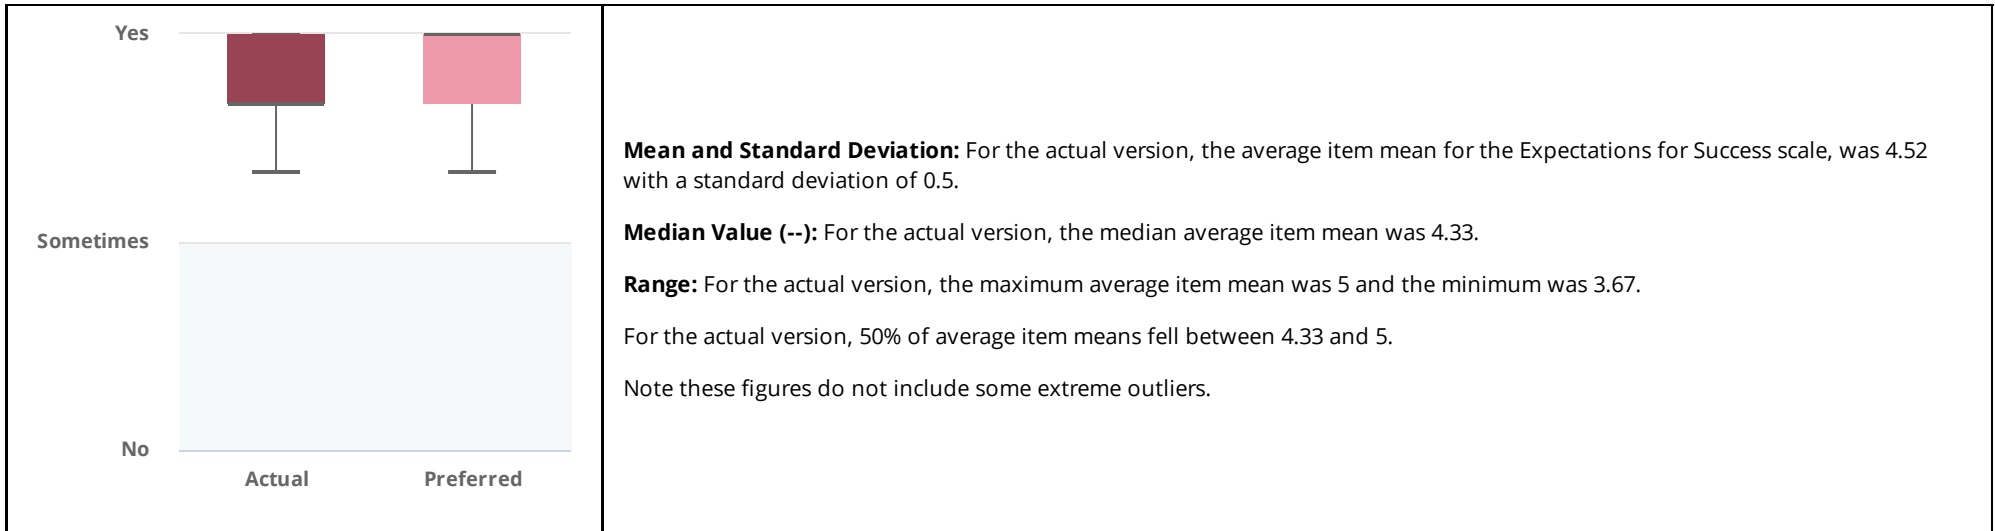 Yes
Sometimes
No
Actual Preferred
Mean and Standard Deviation: For the actual version, the average item mean for the Expectations for Success scale, was 4.52
with a standard deviation of 0.5.
Median Value (--): For the actual version, the median average item mean was 4.33.
Range: For the actual version, the maximum average item mean was 5 and the minimum was 3.67.
For the actual version, 50% of average item means fell between 4.33 and 5.
Note these figures do not include some extreme outliers.